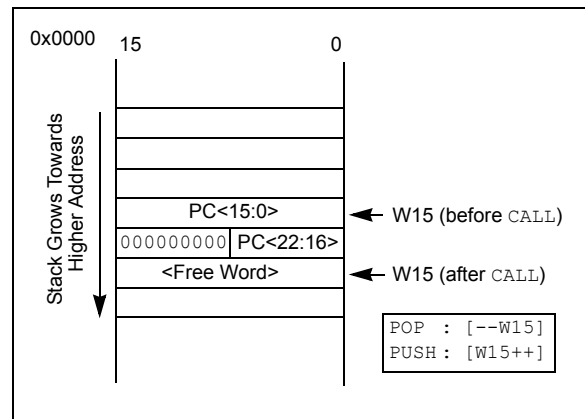 0x0000
15 0
Stack Grows Towards
Higher Address
PC<15:0>
W15 (before CALL)
000000000 PC<22:16>
<Free Word>
W15 (after CALL)
POP : [--W15]
PUSH : [W15++]